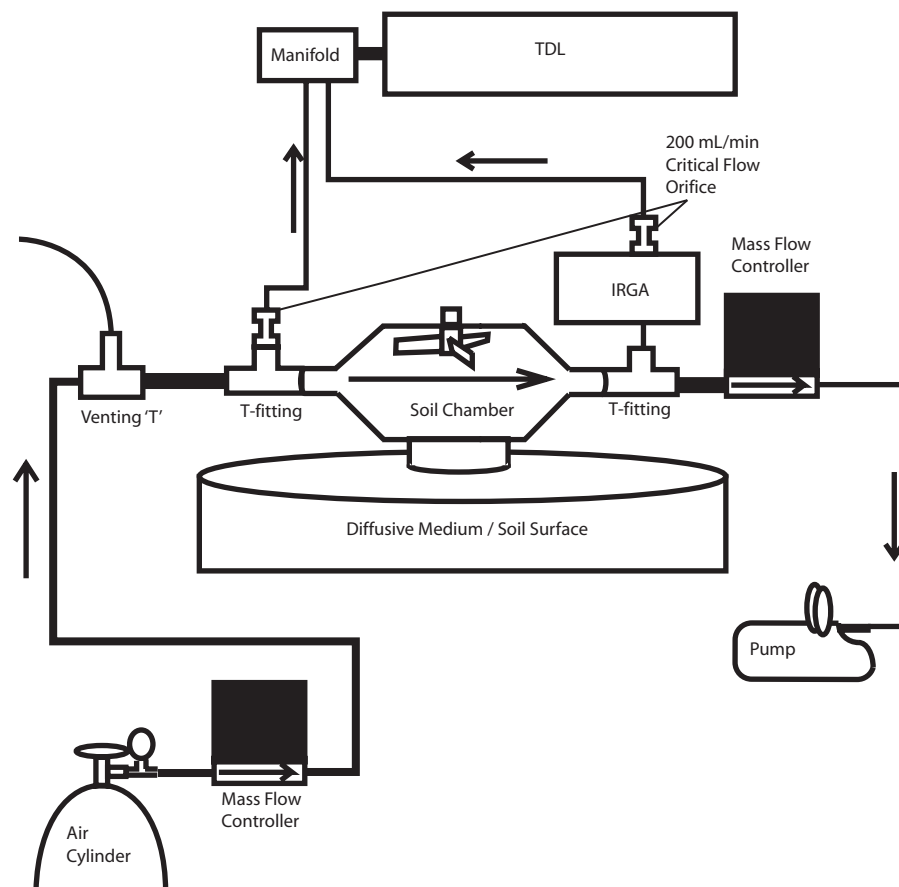 Manifold
TDL
200 mL/min
Critical Flow
Orifice
Mass Flow
Controller
IRGA
Venting 'T'
T-fitting
Soil Chamber
T-fitting
Diffusive Medium / Soil Surface
Pump
Mass Flow
Controller
Air
Cylinder